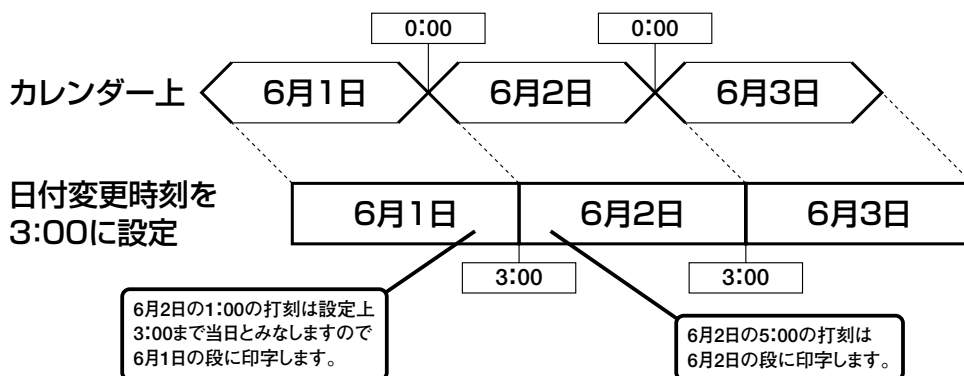 0:00
0:00
カレンダー上
6月1日
6月2日
6月3日
日付変更時刻を
3:00に設定
6月1日
6月2日
6月3日
3:00
3:00
6月2日の1:00の打刻は設定上
3:00まで当日とみなしますので
6月1日の段に印字します。
6月2日の5:00の打刻は
6月2日の段に印字します。